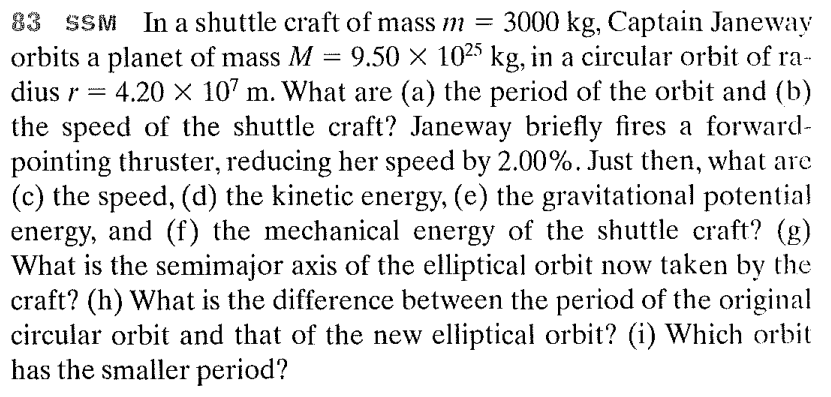 83 SSM In a shuttle craft of mass m = 3000 kg, Captain Janeway
orbits a planet of mass M = 9.50 × 10²⁵ kg, in a circular orbit of ra-
dius r = 4.20 × 10⁷ m. What are (a) the period of the orbit and (b)
the speed of the shuttle craft? Janeway briefly fires a forward-
pointing thruster, reducing her speed by 2.00%. Just then, what are
(c) the speed, (d) the kinetic energy, (e) the gravitational potential
energy, and (f) the mechanical energy of the shuttle craft? (g)
What is the semimajor axis of the elliptical orbit now taken by the
craft? (h) What is the difference between the period of the original
circular orbit and that of the new elliptical orbit? (i) Which orbit
has the smaller period?